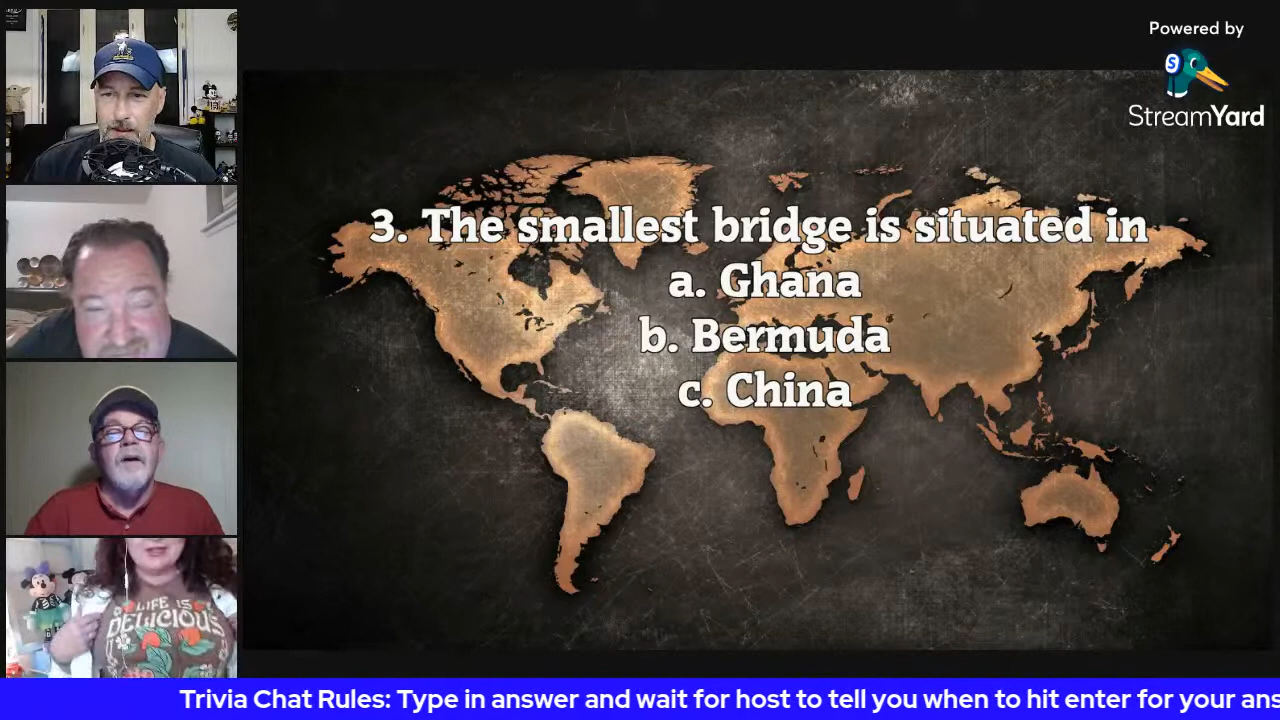 Powered by
StreamYard
3. The smallest bridge is situated in
a. Ghana
b. Bermuda
c. China
LIFE IS
DELICIOUS
Trivia Chat Rules: Type in answer and wait for host to tell you when to hit enter for your ans